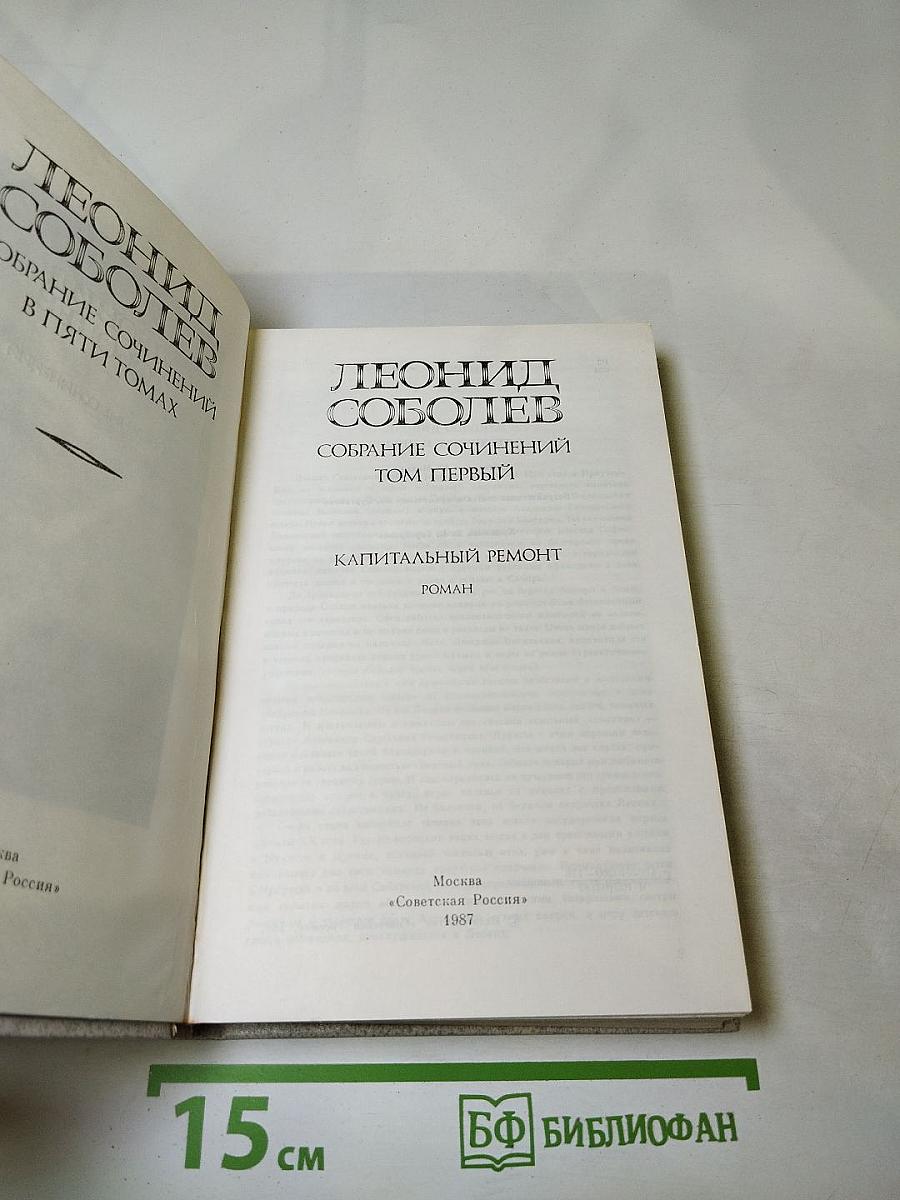 ЛЕОНИД
СОБОЛЕВ
СОБРАНИЕ СОЧИНЕНИЙ
В ПЯТИ ТОМАХ
Россия»
ЛЕОНИД
СОБОЛЕВ
СОБРАНИЕ СОЧИНЕНИЙ
ТОМ ПЕРВЫЙ
КАПИТАЛЬНЫЙ РЕМОНТ
РОМАН
Москва
«Советская Россия»
1987
15 см
БФ БИБЛИОФАН